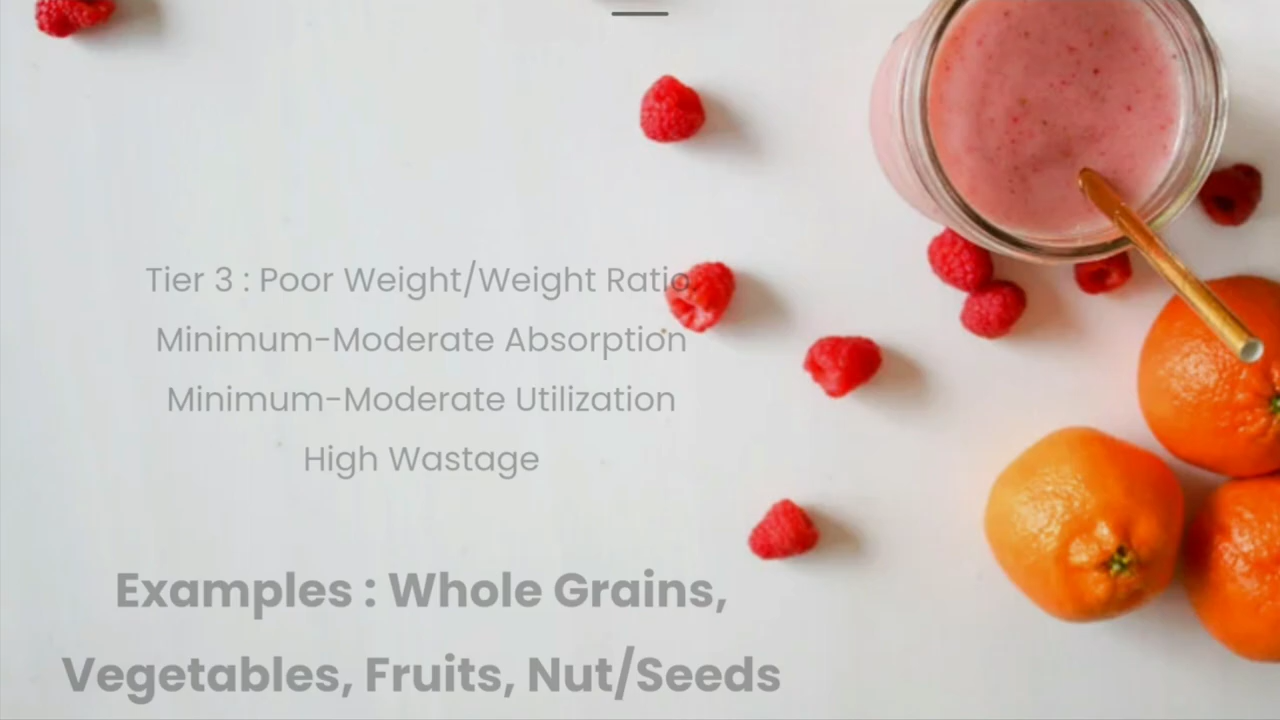 Tier 3 : Poor Weight/Weight Ratio
Minimum-Moderate Absorption
Minimum-Moderate Utilization
High Wastage
Examples : Whole Grains,
Vegetables, Fruits, Nut/Seeds